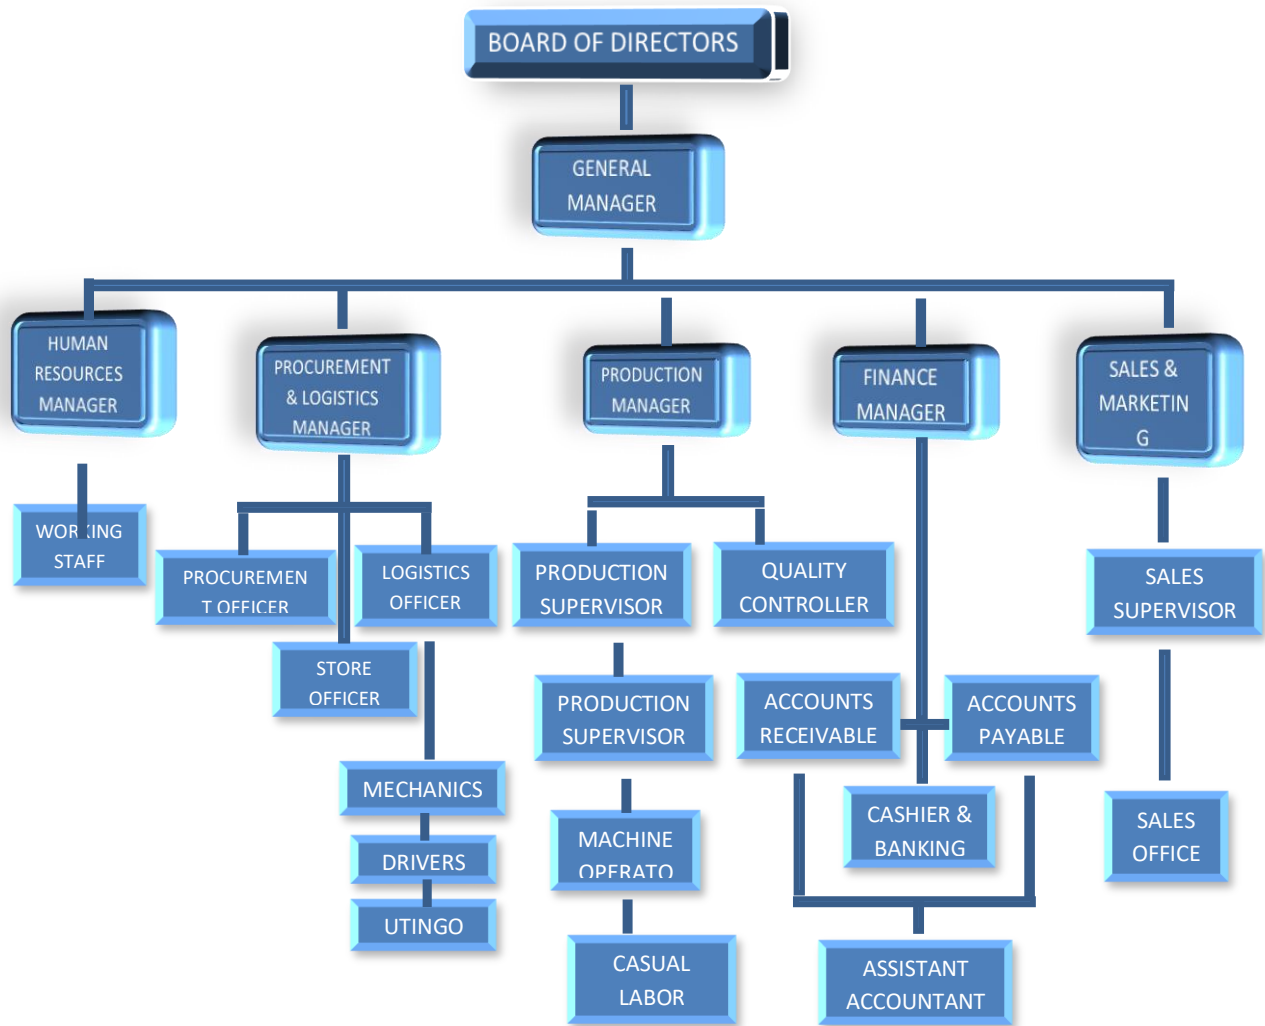 BOARD OF DIRECTORS
GENERAL
MANAGER
HUMAN
RESOURCES
MANAGER
PROCUREMENT
& LOGISTICS
MANAGER
PRODUCTION
MANAGER
FINANCE
MANAGER
SALES &
MARKETIN
G
WORKING
STAFF
PROCUREMEN
T OFFICER
LOGISTICS
OFFICER
STORE
OFFICER
MECHANICS
DRIVERS
UTINGO
PRODUCTION
SUPERVISOR
QUALITY
CONTROLLER
PRODUCTION
SUPERVISOR
MACHINE
OPERATO
CASUAL
LABOR
ACCOUNTS
RECEIVABLE
ACCOUNTS
PAYABLE
CASHIER &
BANKING
ASSISTANT
ACCOUNTANT
SALES
SUPERVISOR
SALES
OFFICE